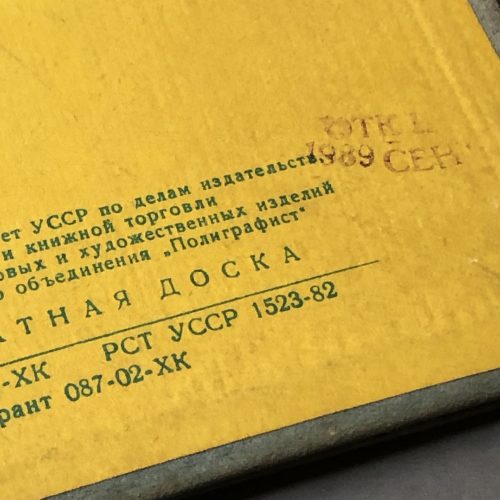 ОТК 1
1989 СЕН
ет УССР по делам издательств,
и книжной торговли
овых и художественных изделий
о объединения „Полиграфист"
АТНАЯ ДОСКА
-ХК РСТ УССР 1523-82
рант 087-02-ХК